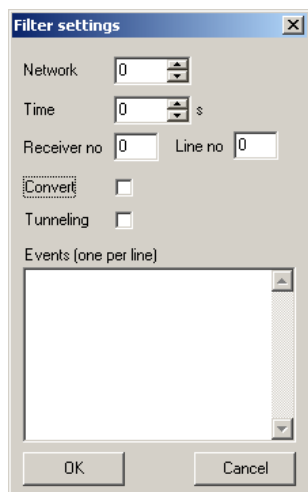 Filter settings
Network 0
Time 0 s
Receiver no 0 Line no 0
Convert
Tunneling
Events (one per line)
OK Cancel